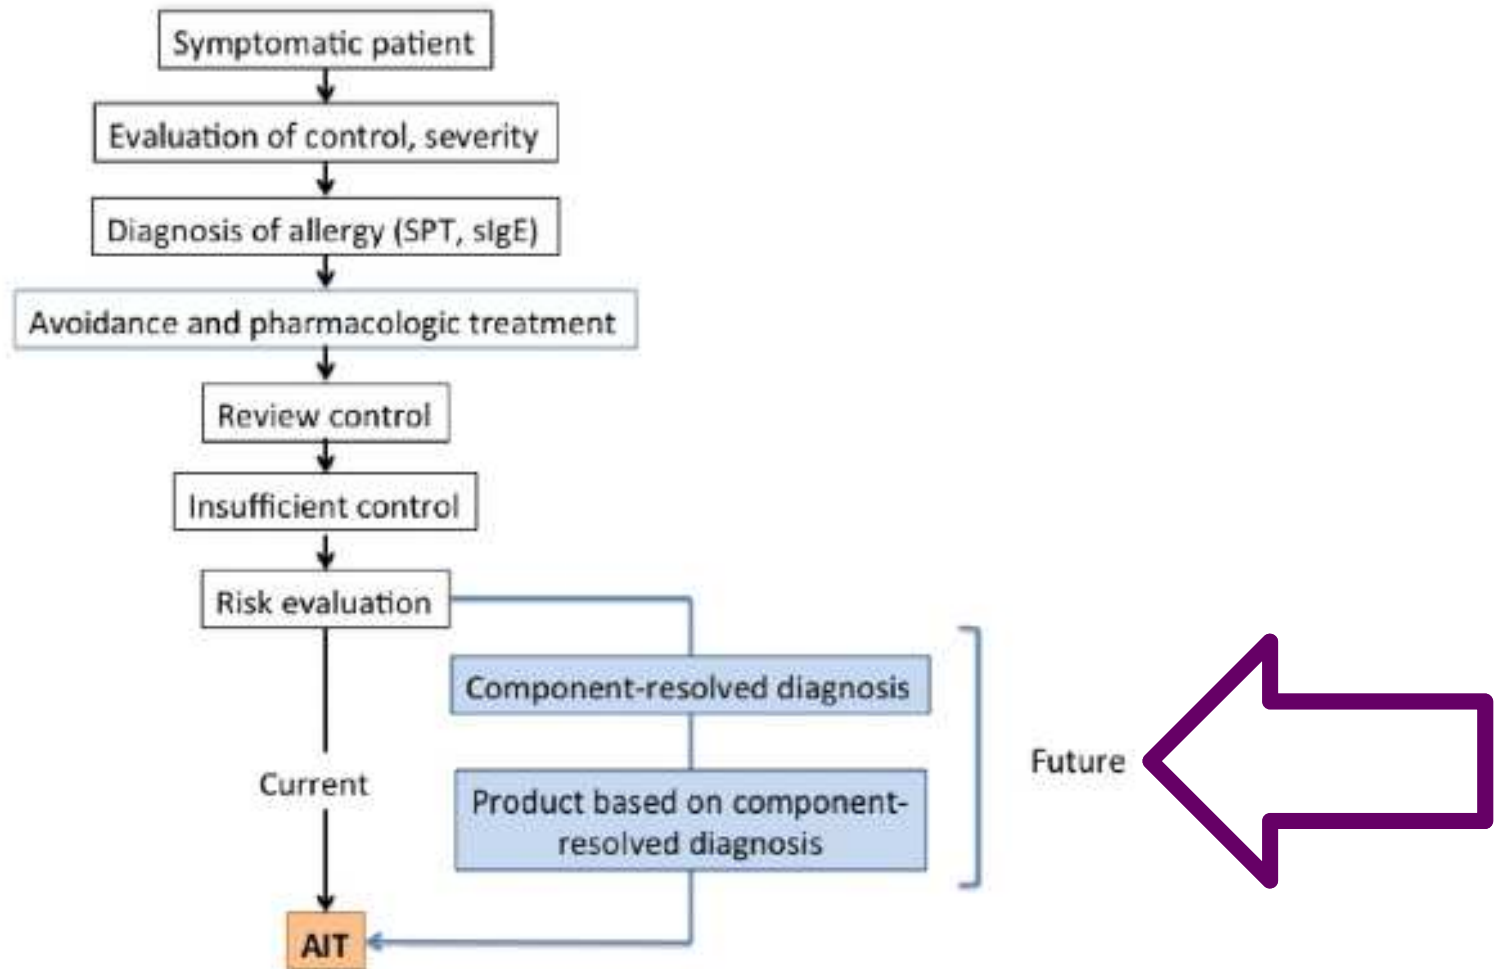 Symptomatic patient
Evaluation of control, severity
Diagnosis of allergy (SPT, sIgE)
Avoidance and pharmacologic treatment
Review control
Insufficient control
Risk evaluation
Component-resolved diagnosis
Future
Current
Product based on component-
resolved diagnosis
AIT